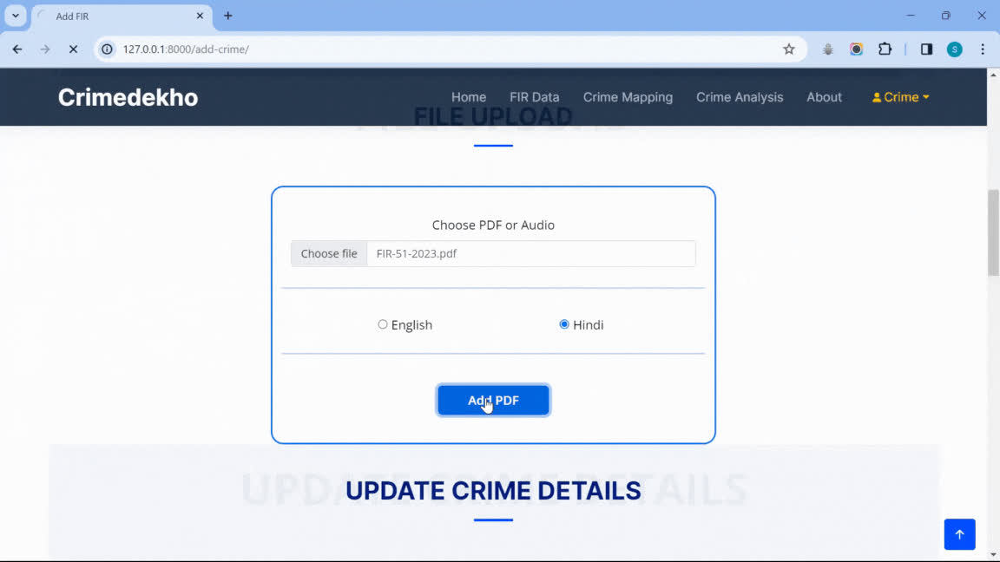 Add FIR
127.0.0.1:8000/add-crime/
S
Crimedekho
Home FIR Data Crime Mapping Crime Analysis About Crime
FILE UPLOAD
Choose PDF or Audio
Choose file FIR-51-2023.pdf
English Hindi
Add PDF
UPDATE CRIME DETAILS